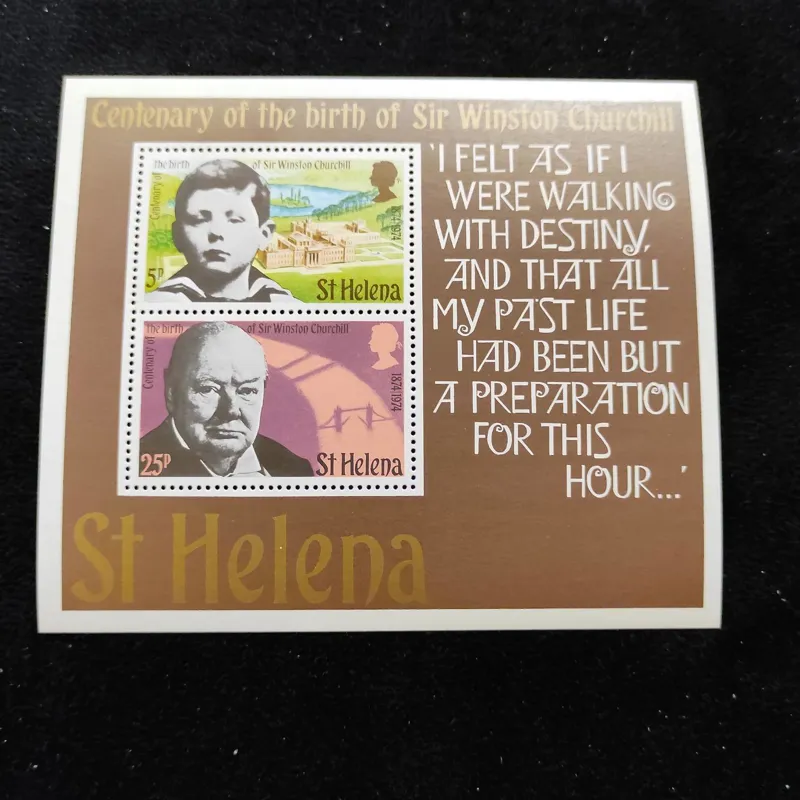 Centenary of the birth of Sir Winston Churchill
Centenary of the birth of Sir Winston Churchill
1874-1974
5P
St Helena
Centenary of the birth of Sir Winston Churchill
1874-1974
25P
St Helena
'I FELT AS IF I
WERE WALKING
WITH DESTINY,
AND THAT ALL
MY PAST LIFE
HAD BEEN BUT
A PREPARATION
FOR THIS
HOUR...'
St Helena